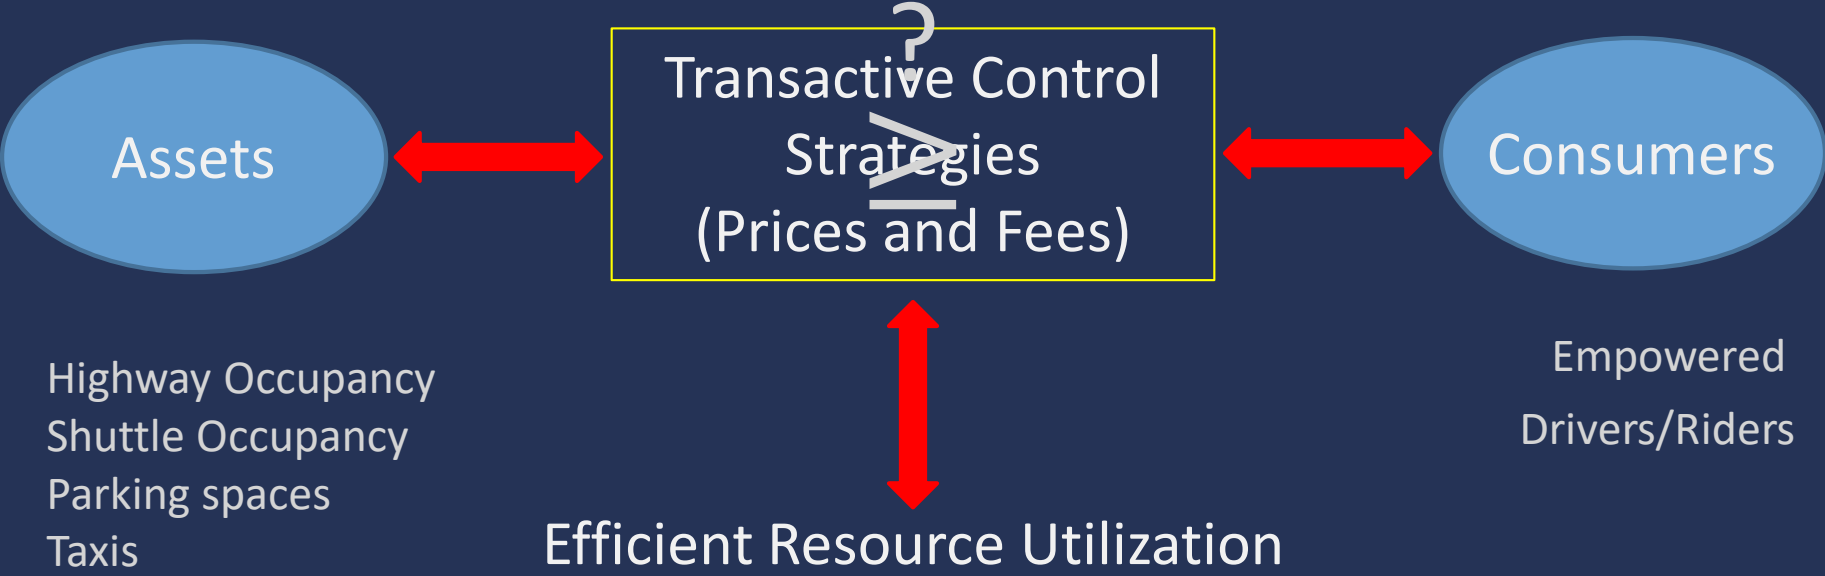 ?
≥
Transactive Control
Strategies
(Prices and Fees)
Assets
Consumers
Highway Occupancy
Shuttle Occupancy
Parking spaces
Taxis
Empowered
Drivers/Riders
Efficient Resource Utilization